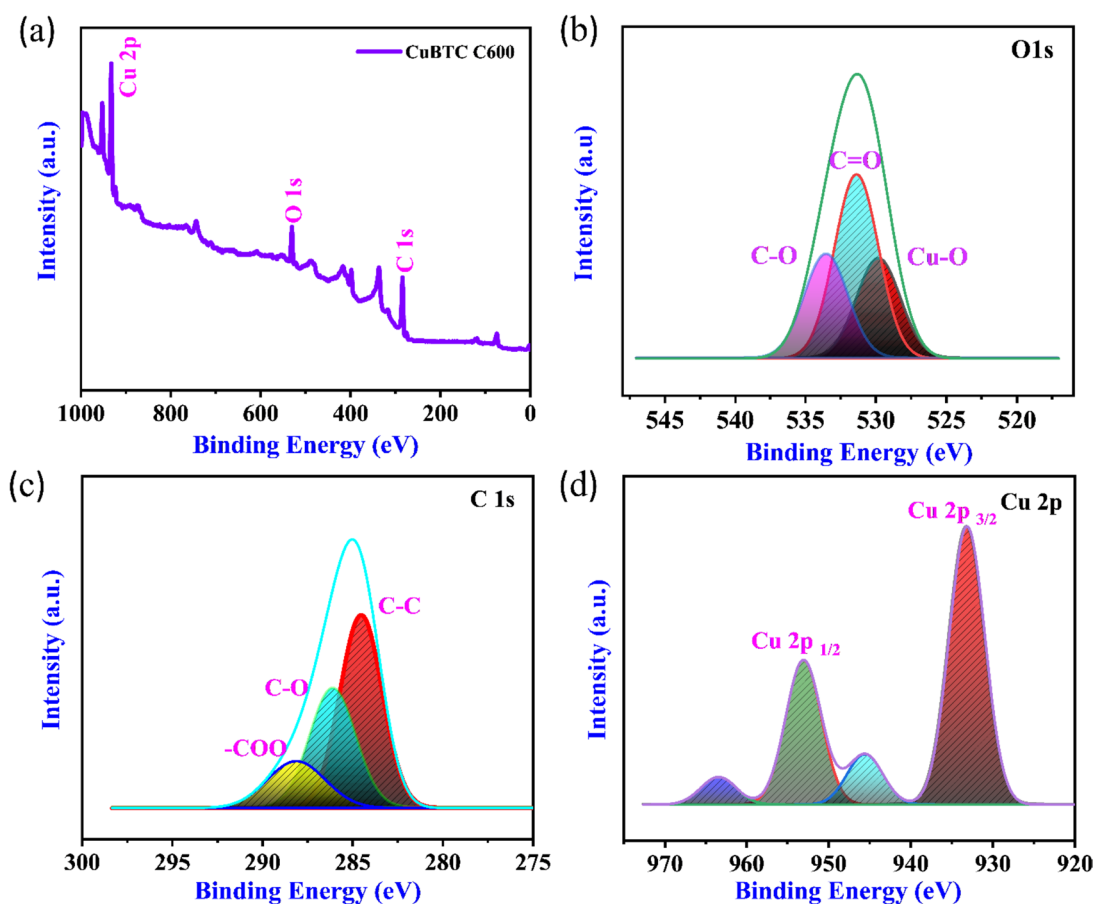 (a)
CuBTC C600
Cu 2p
O 1s
C 1s
Intensity (a.u.)
1000 800 600 400 200 0
Binding Energy (eV)
(b)
O1s
C=O
C-O
Cu-O
Intensity (a.u)
545 540 535 530 525 520
Binding Energy (eV)
(c)
C 1s
C-C
C-O
-COO
Intensity (a.u.)
300 295 290 285 280 275
Binding Energy (eV)
(d)
Cu 2p
Cu 2p 3/2
Cu 2p 1/2
Intensity (a.u.)
970 960 950 940 930 920
Binding Energy (eV)